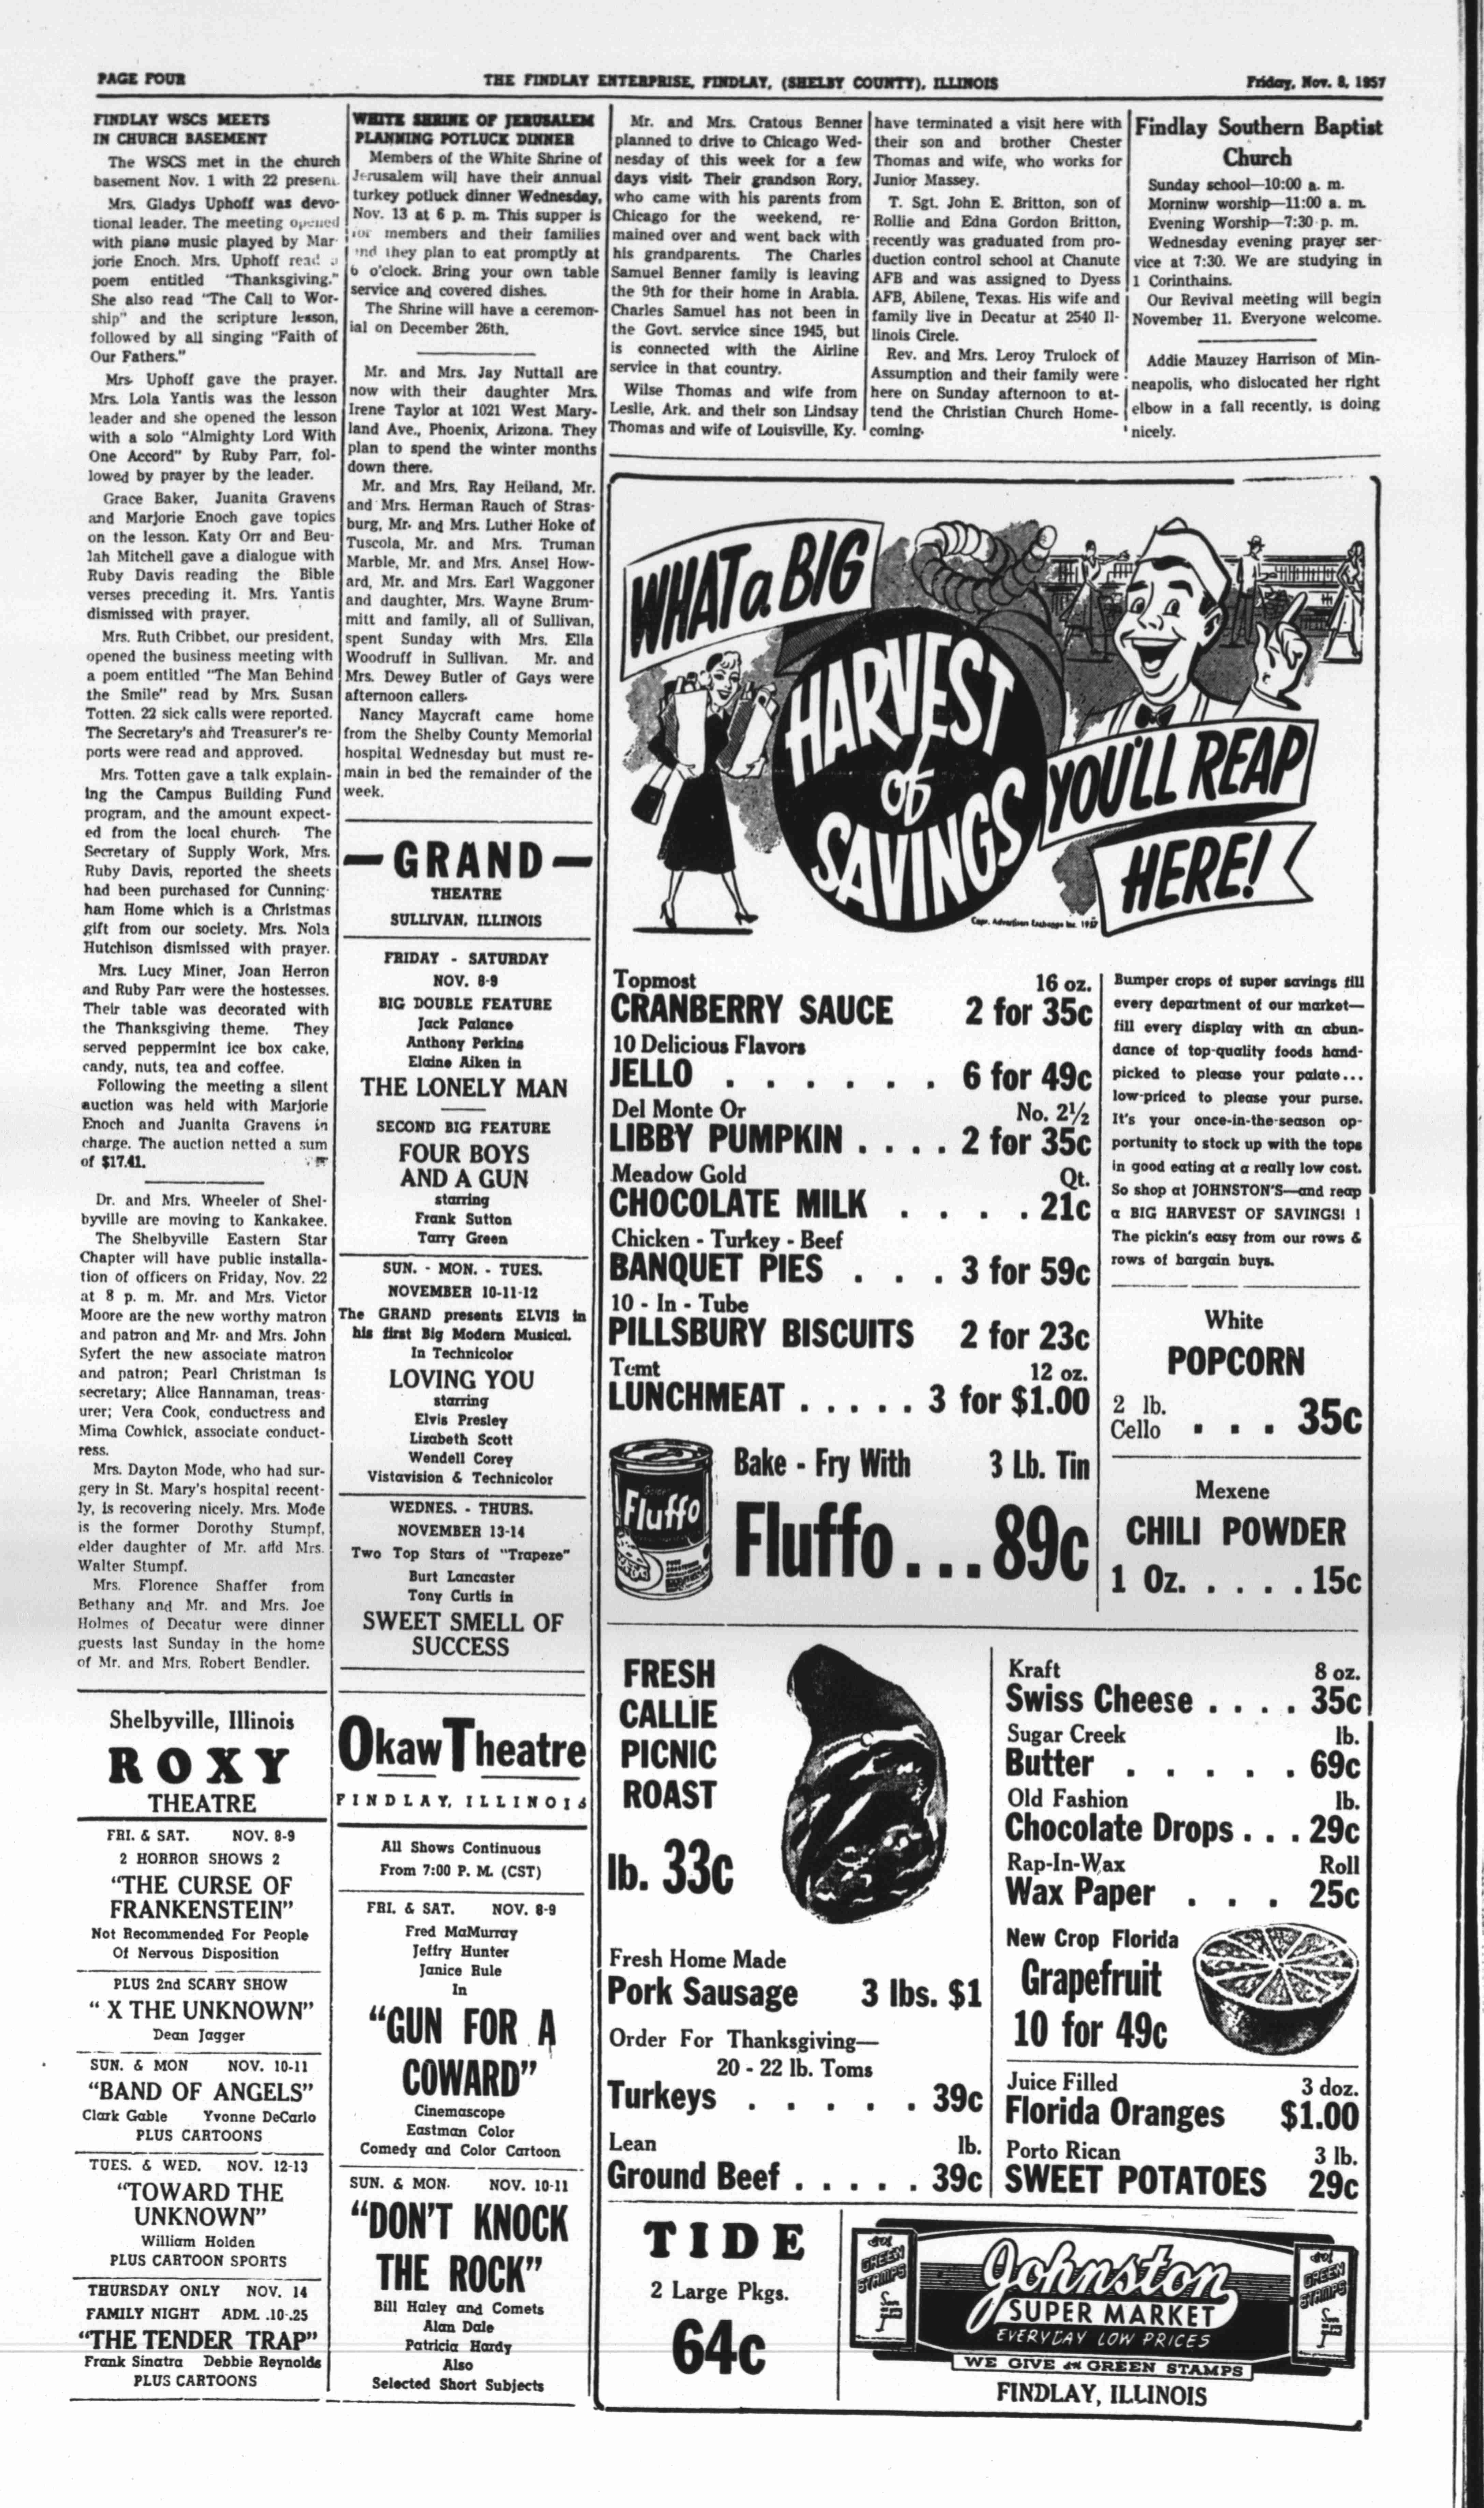 PAGE FOUR
THE FINDLAY ENTERPRISE, FINDLAY, (SHELBY COUNTY), ILLINOIS
Friday, Nov. 8, 1957
FINDLAY WSCS MEETS
IN CHURCH BASEMENT
The WSCS met in the church
basement Nov. 1 with 22 present.
Mrs. Gladys Uphoff was devo-
tional leader. The meeting opened
with piano music played by Mar-
jorie Enoch. Mrs. Uphoff read a
poem entitled "Thanksgiving."
She also read "The Call to Wor-
ship" and the scripture lesson,
followed by all singing "Faith of
Our Fathers."
Mrs. Uphoff gave the prayer.
Mrs. Lola Yantis was the lesson
leader and she opened the lesson
with a solo "Almighty Lord With
One Accord" by Ruby Parr, fol-
lowed by prayer by the leader.
Grace Baker, Juanita Gravens
and Marjorie Enoch gave topics
on the lesson. Katy Orr and Beu-
lah Mitchell gave a dialogue with
Ruby Davis reading the Bible
verses preceding it. Mrs. Yantis
dismissed with prayer.
Mrs. Ruth Cribbet, our president,
opened the business meeting with
a poem entitled "The Man Behind
the Smile" read by Mrs. Susan
Totten. 22 sick calls were reported.
The Secretary's and Treasurer's re-
ports were read and approved.
Mrs. Totten gave a talk explain-
ing the Campus Building Fund
program, and the amount expect-
ed from the local church. The
Secretary of Supply Work, Mrs.
Ruby Davis, reported the sheets
had been purchased for Cunning-
ham Home which is a Christmas
gift from our society. Mrs. Nola
Hutchison dismissed with prayer.
Mrs. Lucy Miner, Joan Herron
and Ruby Parr were the hostesses.
Their table was decorated with
the Thanksgiving theme. They
served peppermint ice box cake,
candy, nuts, tea and coffee.
Following the meeting a silent
auction was held with Marjorie
Enoch and Juanita Gravens in
charge. The auction netted a sum
of $17.41.
Dr. and Mrs. Wheeler of Shel-
byville are moving to Kankakee.
The Shelbyville Eastern Star
Chapter will have public installa-
tion of officers on Friday, Nov. 22
at 8 p. m. Mr. and Mrs. Victor
Moore are the new worthy matron
and patron and Mr. and Mrs. John
Syfert the new associate matron
and patron; Pearl Christman is
secretary; Alice Hannaman, treas-
urer; Vera Cook, conductress and
Mima Cowhick, associate conduct-
ress.
Mrs. Dayton Mode, who had sur-
gery in St. Mary's hospital recent-
ly, is recovering nicely. Mrs. Mode
is the former Dorothy Stumpf,
elder daughter of Mr. and Mrs.
Walter Stumpf.
Mrs. Florence Shaffer from
Bethany and Mr. and Mrs. Joe
Holmes of Decatur were dinner
guests last Sunday in the home
of Mr. and Mrs. Robert Bendler.
Shelbyville, Illinois
ROXY
THEATRE
FRI. & SAT. NOV. 8-9
2 HORROR SHOWS 2
"THE CURSE OF
FRANKENSTEIN"
Not Recommended For People
Of Nervous Disposition
PLUS 2nd SCARY SHOW
" X THE UNKNOWN"
Dean Jagger
SUN. & MON NOV. 10-11
"BAND OF ANGELS"
Clark Gable Yvonne DeCarlo
PLUS CARTOONS
TUES. & WED. NOV. 12-13
"TOWARD THE
UNKNOWN"
William Holden
PLUS CARTOON SPORTS
THURSDAY ONLY NOV. 14
FAMILY NIGHT ADM. .10-.25
"THE TENDER TRAP"
Frank Sinatra Debbie Reynolds
PLUS CARTOONS
WHITE SHRINE OF JERUSALEM
PLANNING POTLUCK DINNER
Members of the White Shrine of
Jerusalem will have their annual
turkey potluck dinner Wednesday,
Nov. 13 at 6 p. m. This supper is
for members and their families
and they plan to eat promptly at
6 o'clock. Bring your own table
service and covered dishes.
The Shrine will have a ceremon-
ial on December 26th.
Mr. and Mrs. Jay Nuttall are
now with their daughter Mrs.
Irene Taylor at 1021 West Mary-
land Ave., Phoenix, Arizona. They
plan to spend the winter months
down there.
Mr. and Mrs. Ray Heiland, Mr.
and Mrs. Herman Rauch of Stras-
burg, Mr. and Mrs. Luther Hoke of
Tuscola, Mr. and Mrs. Truman
Marble, Mr. and Mrs. Ansel How-
ard, Mr. and Mrs. Earl Waggoner
and daughter, Mrs. Wayne Brum-
mitt and family, all of Sullivan,
spent Sunday with Mrs. Ella
Woodruff in Sullivan. Mr. and
Mrs. Dewey Butler of Gays were
afternoon callers.
Nancy Maycraft came home
from the Shelby County Memorial
hospital Wednesday but must re-
main in bed the remainder of the
week.
— GRAND —
THEATRE
SULLIVAN, ILLINOIS
FRIDAY - SATURDAY
NOV. 8-9
BIG DOUBLE FEATURE
Jack Palance
Anthony Perkins
Elaine Aiken in
THE LONELY MAN
SECOND BIG FEATURE
FOUR BOYS
AND A GUN
starring
Frank Sutton
Tarry Green
SUN. - MON. - TUES.
NOVEMBER 10-11-12
The GRAND presents ELVIS in
his first Big Modern Musical.
In Technicolor
LOVING YOU
starring
Elvis Presley
Lizabeth Scott
Wendell Corey
Vistavision & Technicolor
WEDNES. - THURS.
NOVEMBER 13-14
Two Top Stars of "Trapeze"
Burt Lancaster
Tony Curtis in
SWEET SMELL OF
SUCCESS
Okaw Theatre
FINDLAY, ILLINOIS
All Shows Continuous
From 7:00 P. M. (CST)
FRI. & SAT. NOV. 8-9
Fred MaMurray
Jeffry Hunter
Janice Rule
In
"GUN FOR A
COWARD"
Cinemascope
Eastman Color
Comedy and Color Cartoon
SUN. & MON. NOV. 10-11
"DON'T KNOCK
THE ROCK"
Bill Haley and Comets
Alan Dale
Patricia Hardy
Also
Selected Short Subjects
Mr. and Mrs. Cratous Benner
planned to drive to Chicago Wed-
nesday of this week for a few
days visit. Their grandson Rory,
who came with his parents from
Chicago for the weekend, re-
mained over and went back with
his grandparents. The Charles
Samuel Benner family is leaving
the 9th for their home in Arabia.
Charles Samuel has not been in
the Govt. service since 1945, but
is connected with the Airline
service in that country.
Wilse Thomas and wife from
Leslie, Ark. and their son Lindsay
Thomas and wife of Louisville, Ky.
have terminated a visit here with
their son and brother Chester
Thomas and wife, who works for
Junior Massey.
T. Sgt. John E. Britton, son of
Rollie and Edna Gordon Britton,
recently was graduated from pro-
duction control school at Chanute
AFB and was assigned to Dyess
AFB, Abilene, Texas. His wife and
family live in Decatur at 2540 Il-
linois Circle.
Rev. and Mrs. Leroy Trulock of
Assumption and their family were
here on Sunday afternoon to at-
tend the Christian Church Home-
coming.
Findlay Southern Baptist
Church
Sunday school—10:00 a. m.
Morninw worship—11:00 a. m.
Evening Worship—7:30 p. m.
Wednesday evening prayer ser-
vice at 7:30. We are studying in
1 Corinthains.
Our Revival meeting will begin
November 11. Everyone welcome.
Addie Mauzey Harrison of Min-
neapolis, who dislocated her right
elbow in a fall recently, is doing
nicely.
WHAT a BIG
HARVEST
of
SAVINGS
YOU'LL REAP
HERE!
Copr. Advertisers Exchange Inc. 1957
Topmost 16 oz.
CRANBERRY SAUCE 2 for 35c
10 Delicious Flavors
JELLO . . . . . . . 6 for 49c
Del Monte Or No. 2½
LIBBY PUMPKIN . . . . 2 for 35c
Meadow Gold Qt.
CHOCOLATE MILK . . . . 21c
Chicken - Turkey - Beef
BANQUET PIES . . . 3 for 59c
10 - In - Tube
PILLSBURY BISCUITS 2 for 23c
Temt 12 oz.
LUNCHMEAT . . . . . 3 for $1.00
Fluffo
Bake - Fry With 3 Lb. Tin
Fluffo . . . 89c
Bumper crops of super savings fill
every department of our market—
fill every display with an abun-
dance of top-quality foods hand-
picked to please your palate...
low-priced to please your purse.
It's your once-in-the-season op-
portunity to stock up with the tops
in good eating at a really low cost.
So shop at JOHNSTON'S—and reap
a BIG HARVEST OF SAVINGS! !
The pickin's easy from our rows &
rows of bargain buys.
White
POPCORN
2 lb.
Cello . . . 35c
Mexene
CHILI POWDER
1 Oz. . . . . . 15c
FRESH
CALLIE
PICNIC
ROAST
lb. 33c
Fresh Home Made
Pork Sausage 3 lbs. $1
Order For Thanksgiving—
20 - 22 lb. Toms
Turkeys . . . . . 39c
Lean lb.
Ground Beef . . . . . 39c
Kraft 8 oz.
Swiss Cheese . . . . 35c
Sugar Creek lb.
Butter . . . . . 69c
Old Fashion lb.
Chocolate Drops . . . 29c
Rap-In-Wax Roll
Wax Paper . . . 25c
New Crop Florida
Grapefruit
10 for 49c
Juice Filled 3 doz.
Florida Oranges $1.00
Porto Rican 3 lb.
SWEET POTATOES 29c
TIDE
2 Large Pkgs.
64c
GREEN
STAMPS
Johnston
SUPER MARKET
EVERYDAY LOW PRICES
WE GIVE S&H GREEN STAMPS
GREEN
STAMPS
FINDLAY, ILLINOIS